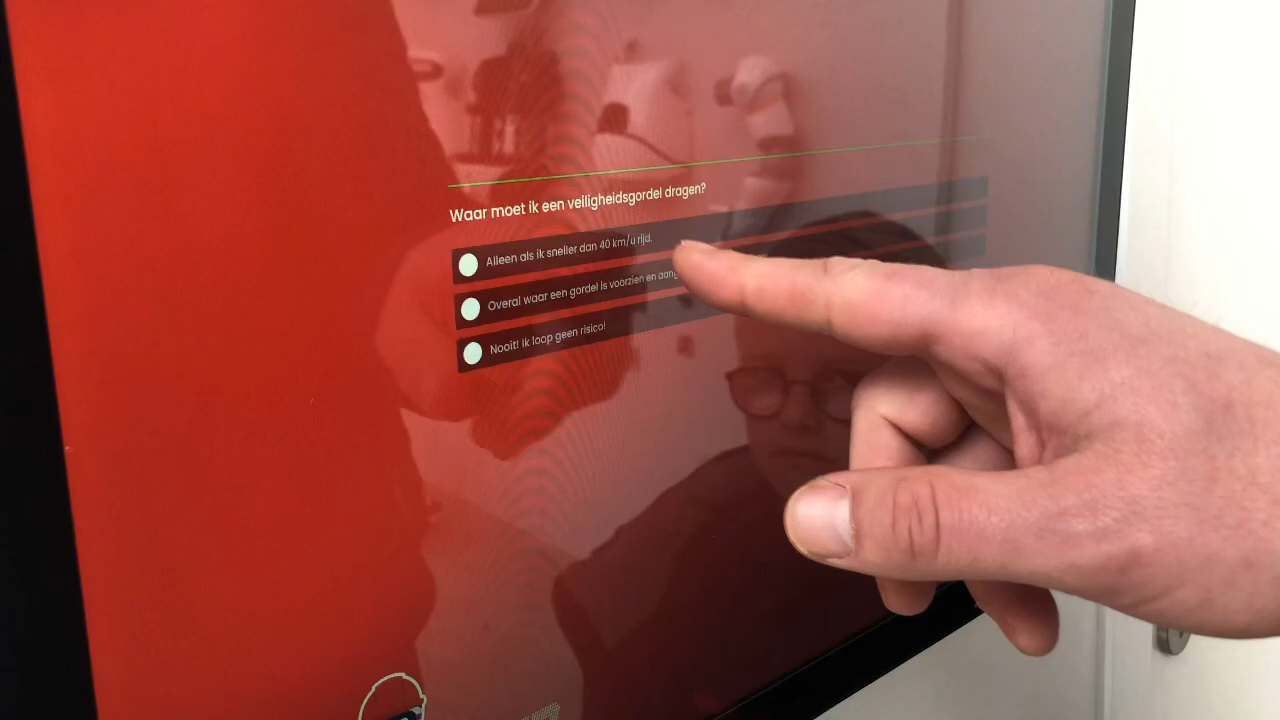 Waar moet ik een veiligheidsgordel dragen?
Alleen als ik sneller dan 40 km/u rijd.
Overal waar een gordel is voorzien en
Nooit! Ik loop geen risico!